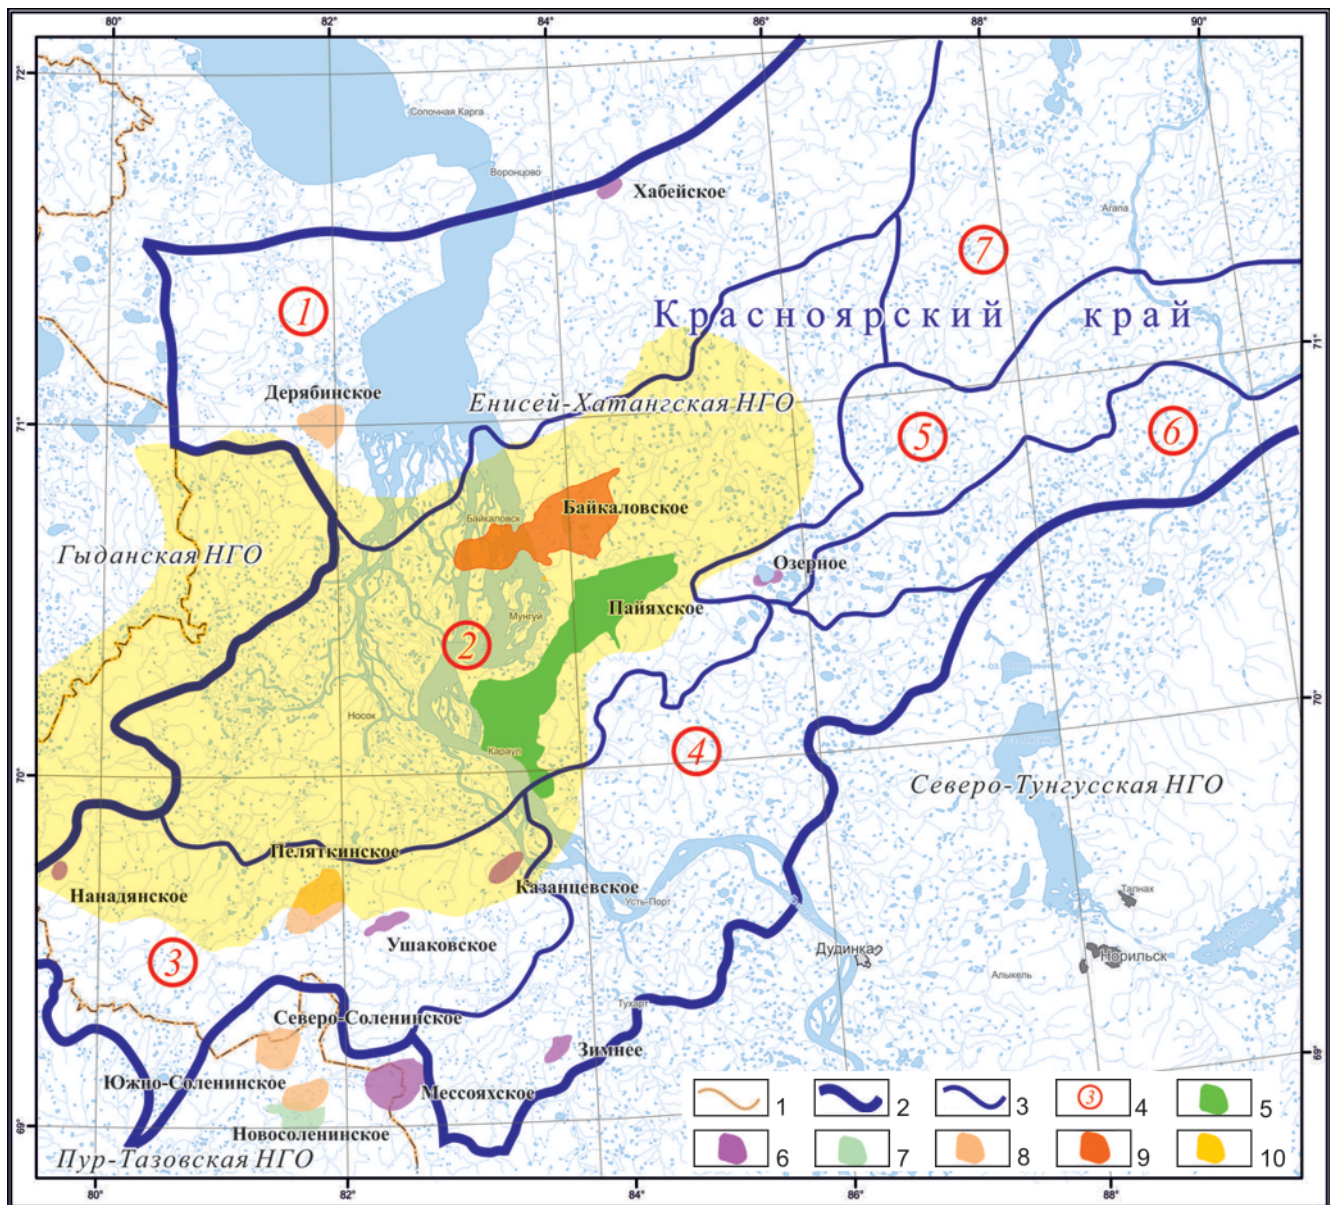 80° 82° 84° 86° 88° 90°
72°
72°
Сопочная Карга
Воронцово
Хабейское
Агапа
7
1
Красноярский край
71°
Дерябинское
Енисей-Хатангская НГО
71°
5
6
Байкаловское
Байкаловск
Гыданская НГО
Озерное
Пайяхское
Мунгуй
2
70°
Носок
Караул
4
70°
Северо-Тунгусская НГО
Пеляткинское
Нанадянское
Казанцевское
Талнах
Усть-Порт
Ушаковское
3
Дудинка
Норильск
Алыкель
Тухарт
Северо-Соленинское
Зимнее
69°
Южно-Соленинское
Мессояхское
69°
Новосоленинское
Пур-Тазовская НГО
1 2 3 3 4 5
6 7 8 9 10
80° 82° 84° 86° 88°